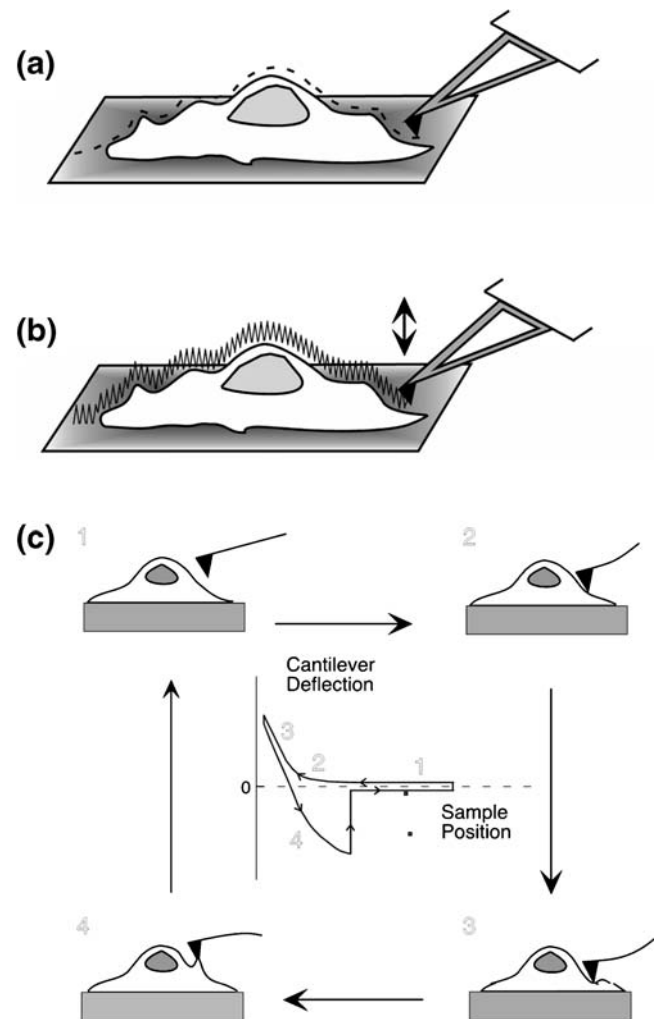 (a)
(b)
(c)
1
2
Cantilever
Deflection
3
2
1
0
Sample
Position
4
4
3